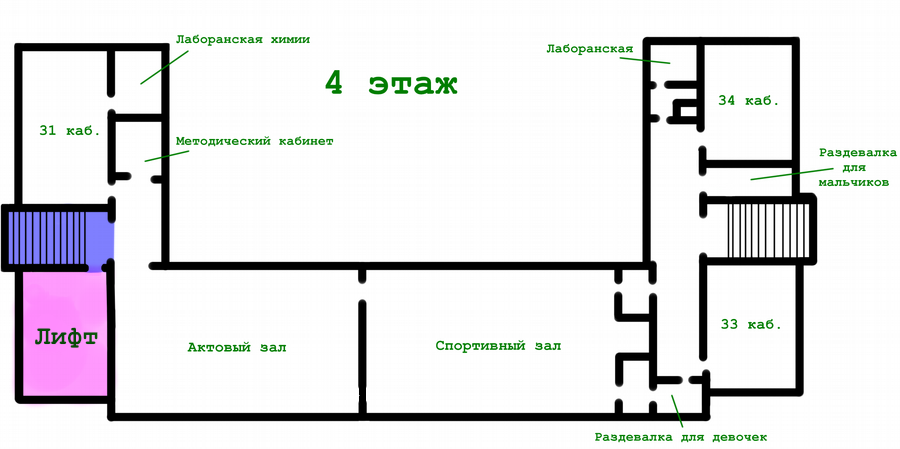 Лаборанская химии
Лаборанская
4 этаж
34 каб.
31 каб.
Методический кабинет
Раздевалка
для
мальчиков
Лифт
Актовый зал
Спортивный зал
33 каб.
Раздевалка для девочек